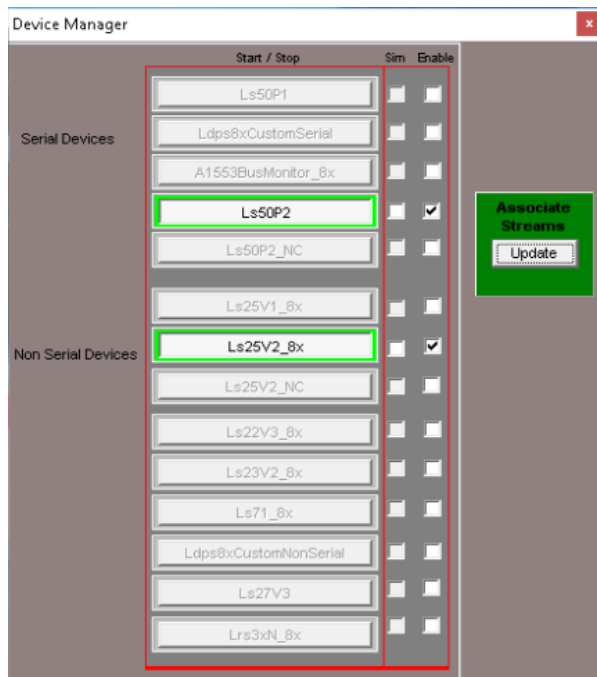 Device Manager
x
Start / Stop Sim Enable
Ls50P1
Serial Devices
Ldps8xCustomSerial
A1553BusMonitor_8x
Ls50P2
Ls50P2_NC
Associate
Streams
Update
Ls25V1_8x
Non Serial Devices
Ls25V2_8x
Ls25V2_NC
Ls22V3_8x
Ls23V2_8x
Ls71_8x
Ldps8xCustomNonSerial
Ls27V3
Lrs3xN_8x